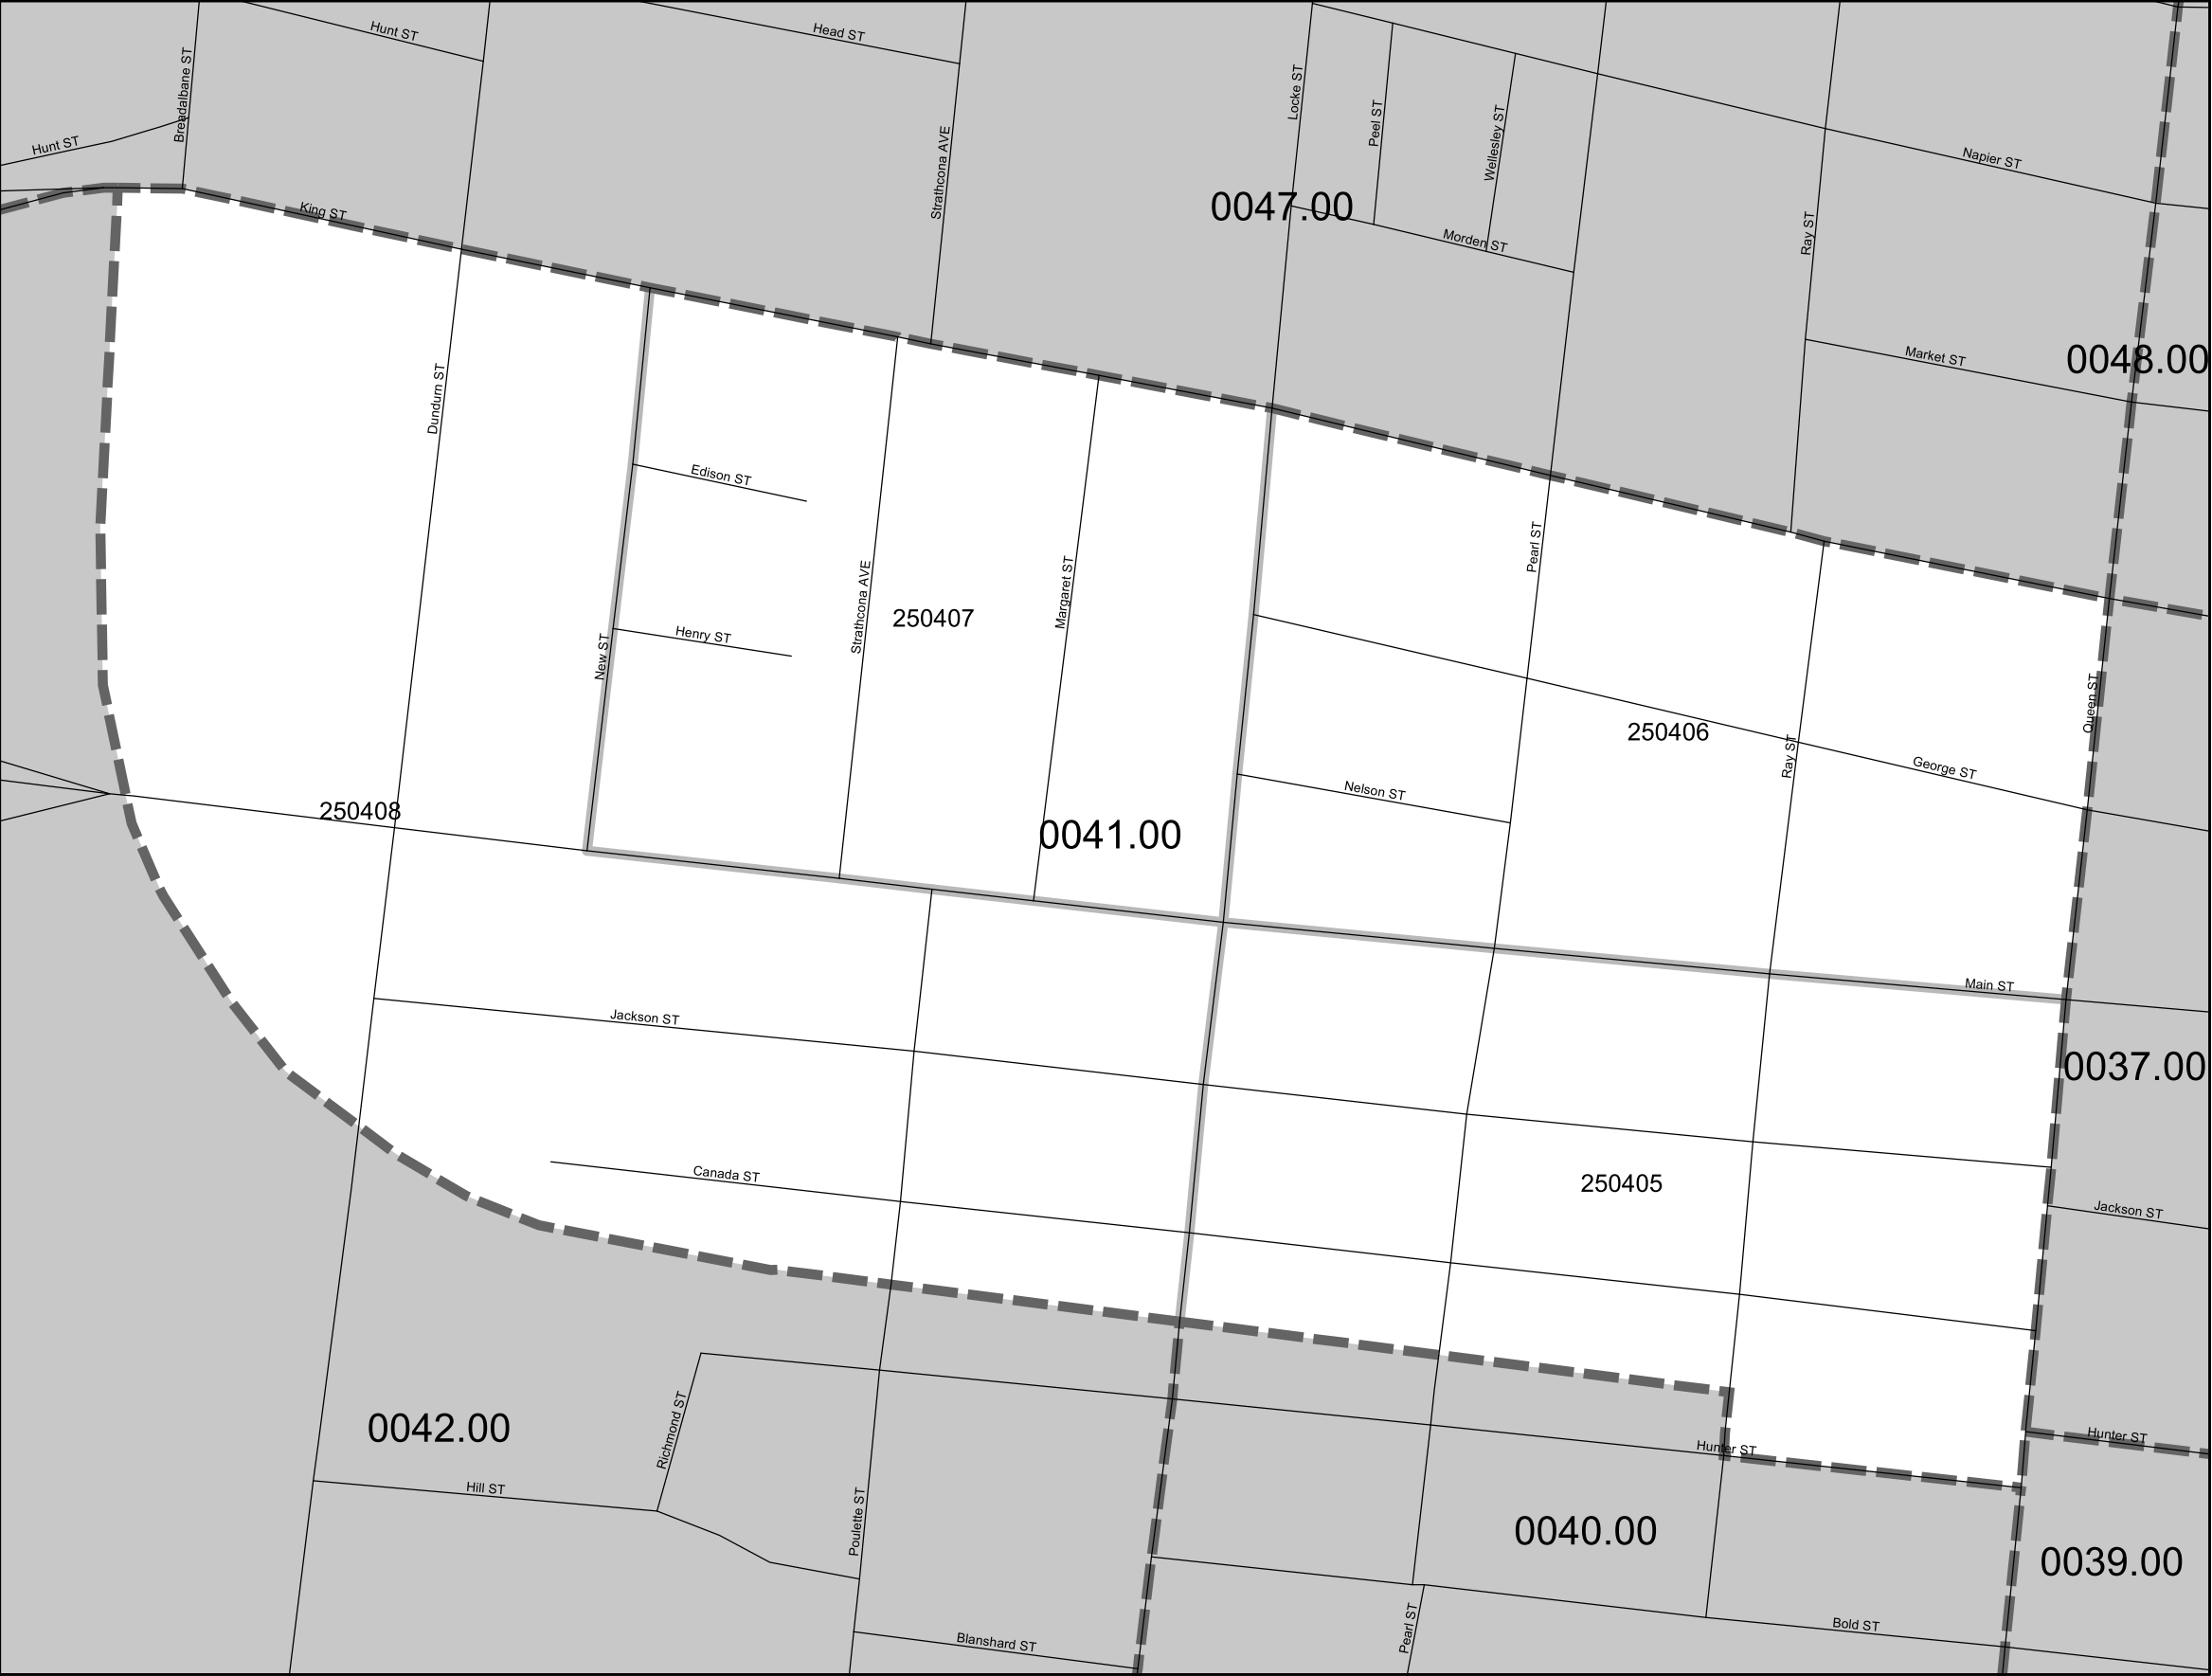 Hunt ST
Head ST
Breadalbane ST
Locke ST
Peel ST
Wellesley ST
Hunt ST
Strathcona AVE
Napier ST
King ST
0047.00
Morden ST
Ray ST
Market ST
0048.00
Dundurn ST
Edison ST
Pearl ST
Strathcona AVE
Margaret ST
250407
Henry ST
New ST
Queen ST
250406
Ray ST
George ST
Nelson ST
250408
0041.00
Main ST
Jackson ST
0037.00
Canada ST
250405
Jackson ST
0042.00
Richmond ST
Hunter ST
Hunter ST
Hill ST
Poulette ST
0040.00
0039.00
Pearl ST
Bold ST
Blanshard ST